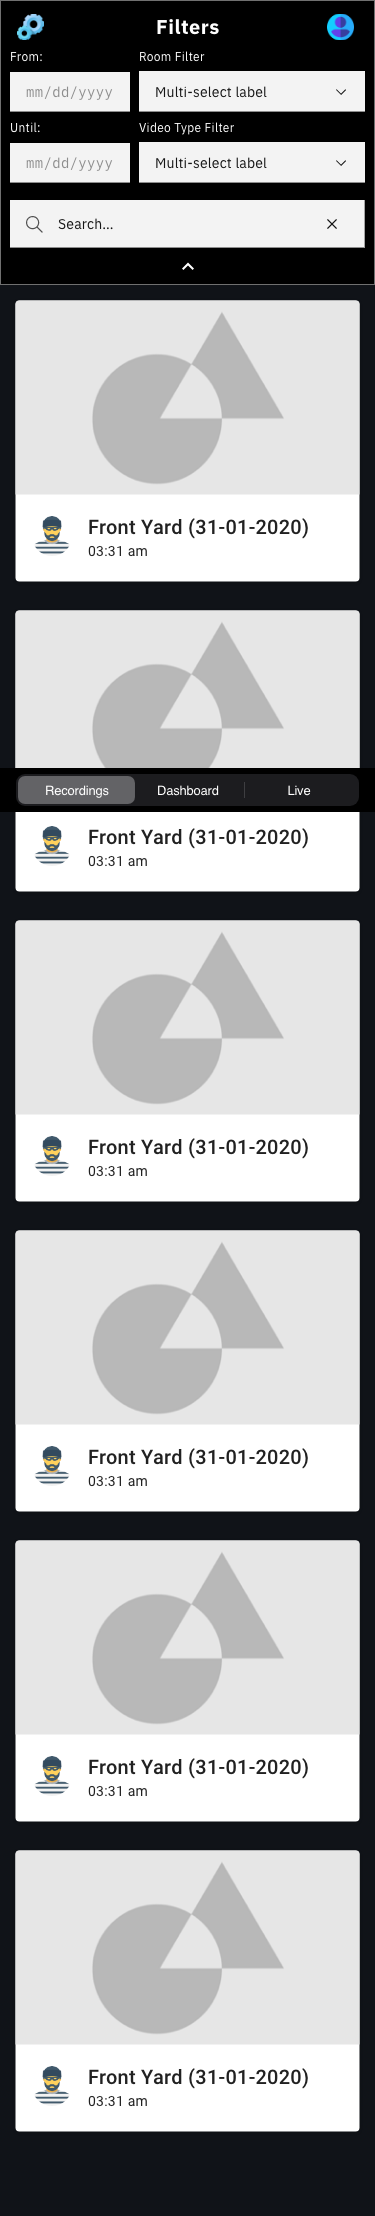 Filters
From:
Room Filter
mm/dd/yyyy
Multi-select label
Until:
Video Type Filter
mm/dd/yyyy
Multi-select label
Search...
Front Yard (31-01-2020)
03:31 am
Recordings
Dashboard
Live
Front Yard (31-01-2020)
03:31 am
Front Yard (31-01-2020)
03:31 am
Front Yard (31-01-2020)
03:31 am
Front Yard (31-01-2020)
03:31 am
Front Yard (31-01-2020)
03:31 am